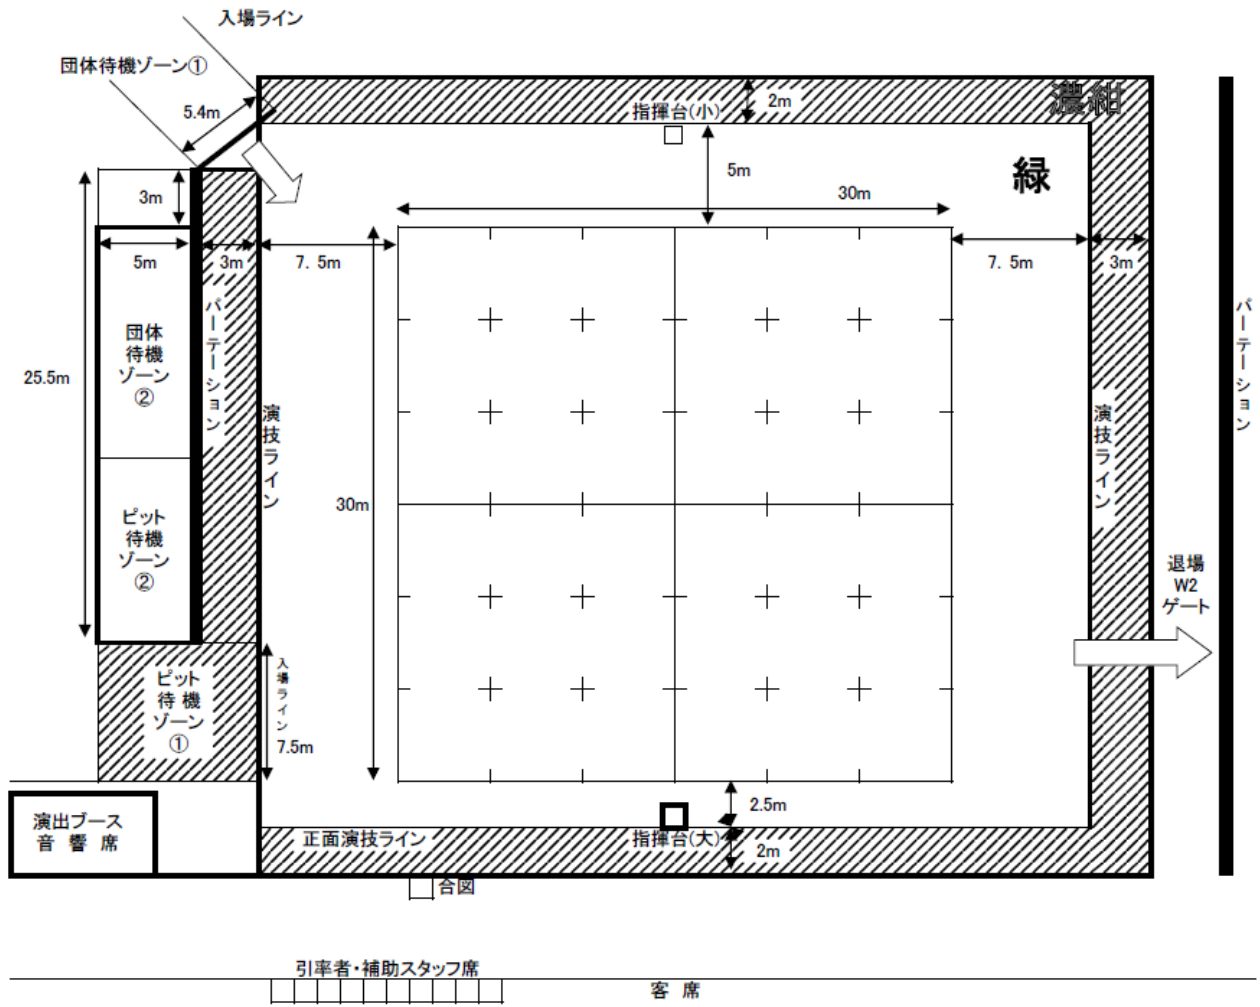 入場ライン
団体待機ゾーン①
5.4m
2m
濃紺
指揮台(小)
5m
緑
3m
30m
5m
3m
7. 5m
7. 5m
3m
団体
待機
ゾーン
②
パーテーション
25.5m
演技ライン
30m
演技ライン
パーテーション
ピット
待機
ゾーン
②
退場
W2
ゲート
ピット
待 機
ゾーン
①
入場ライン
7.5m
2.5m
演出ブース
音 響 席
正面演技ライン
指揮台(大)
2m
合図
引率者・補助スタッフ席
客 席